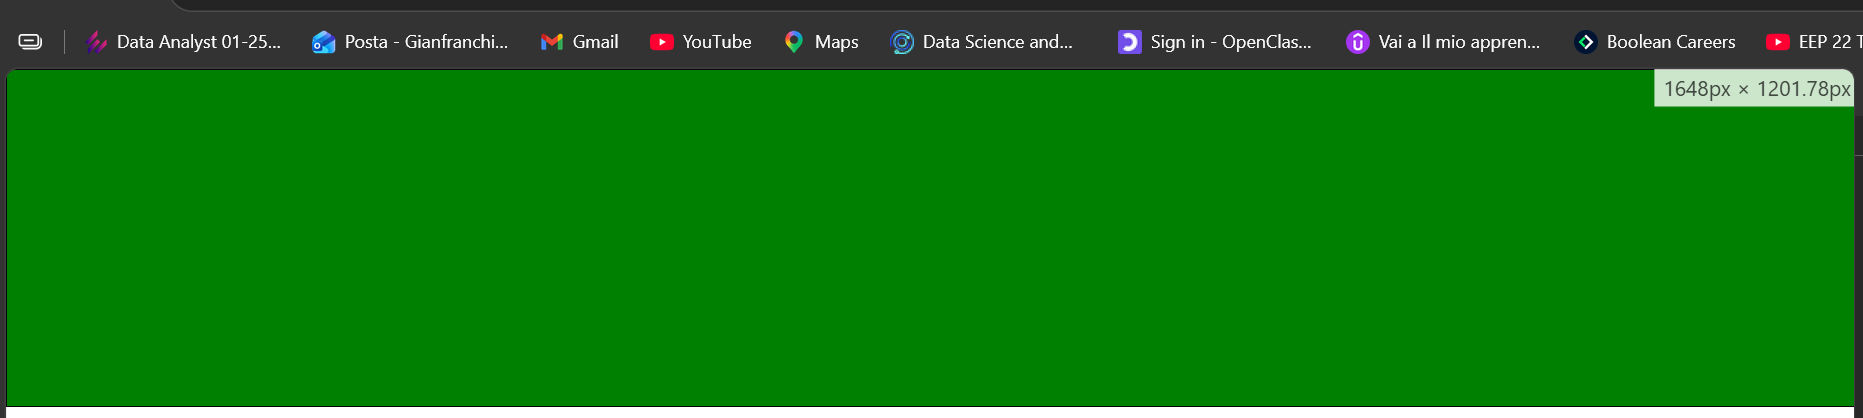 Data Analyst 01-25... Posta - Gianfranchi... Gmail YouTube Maps Data Science and... Sign in - OpenClas... Vai a Il mio appren... Boolean Careers EEP 22 T
1648px × 1201.78px